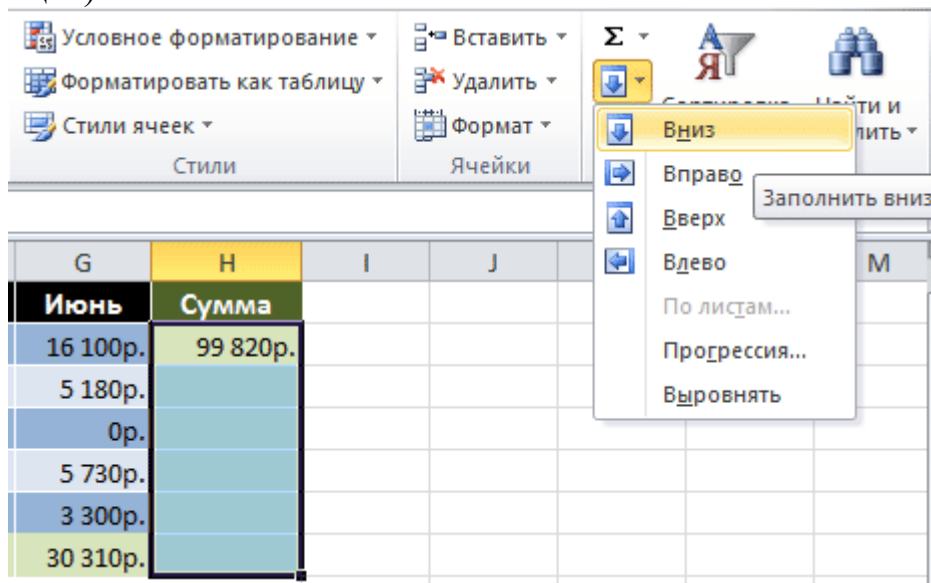 Условное форматирование
Вставить
Σ
Форматировать как таблицу
Удалить
Стили ячеек
Формат
Стили
Ячейки
АЯ
Вниз
Вправо
Заполнить вниз
Вверх
Влево
По листам...
Прогрессия...
Выровнять
G H I J M
Июнь Сумма
16 100р. 99 820р.
5 180р.
0р.
5 730р.
3 300р.
30 310р.